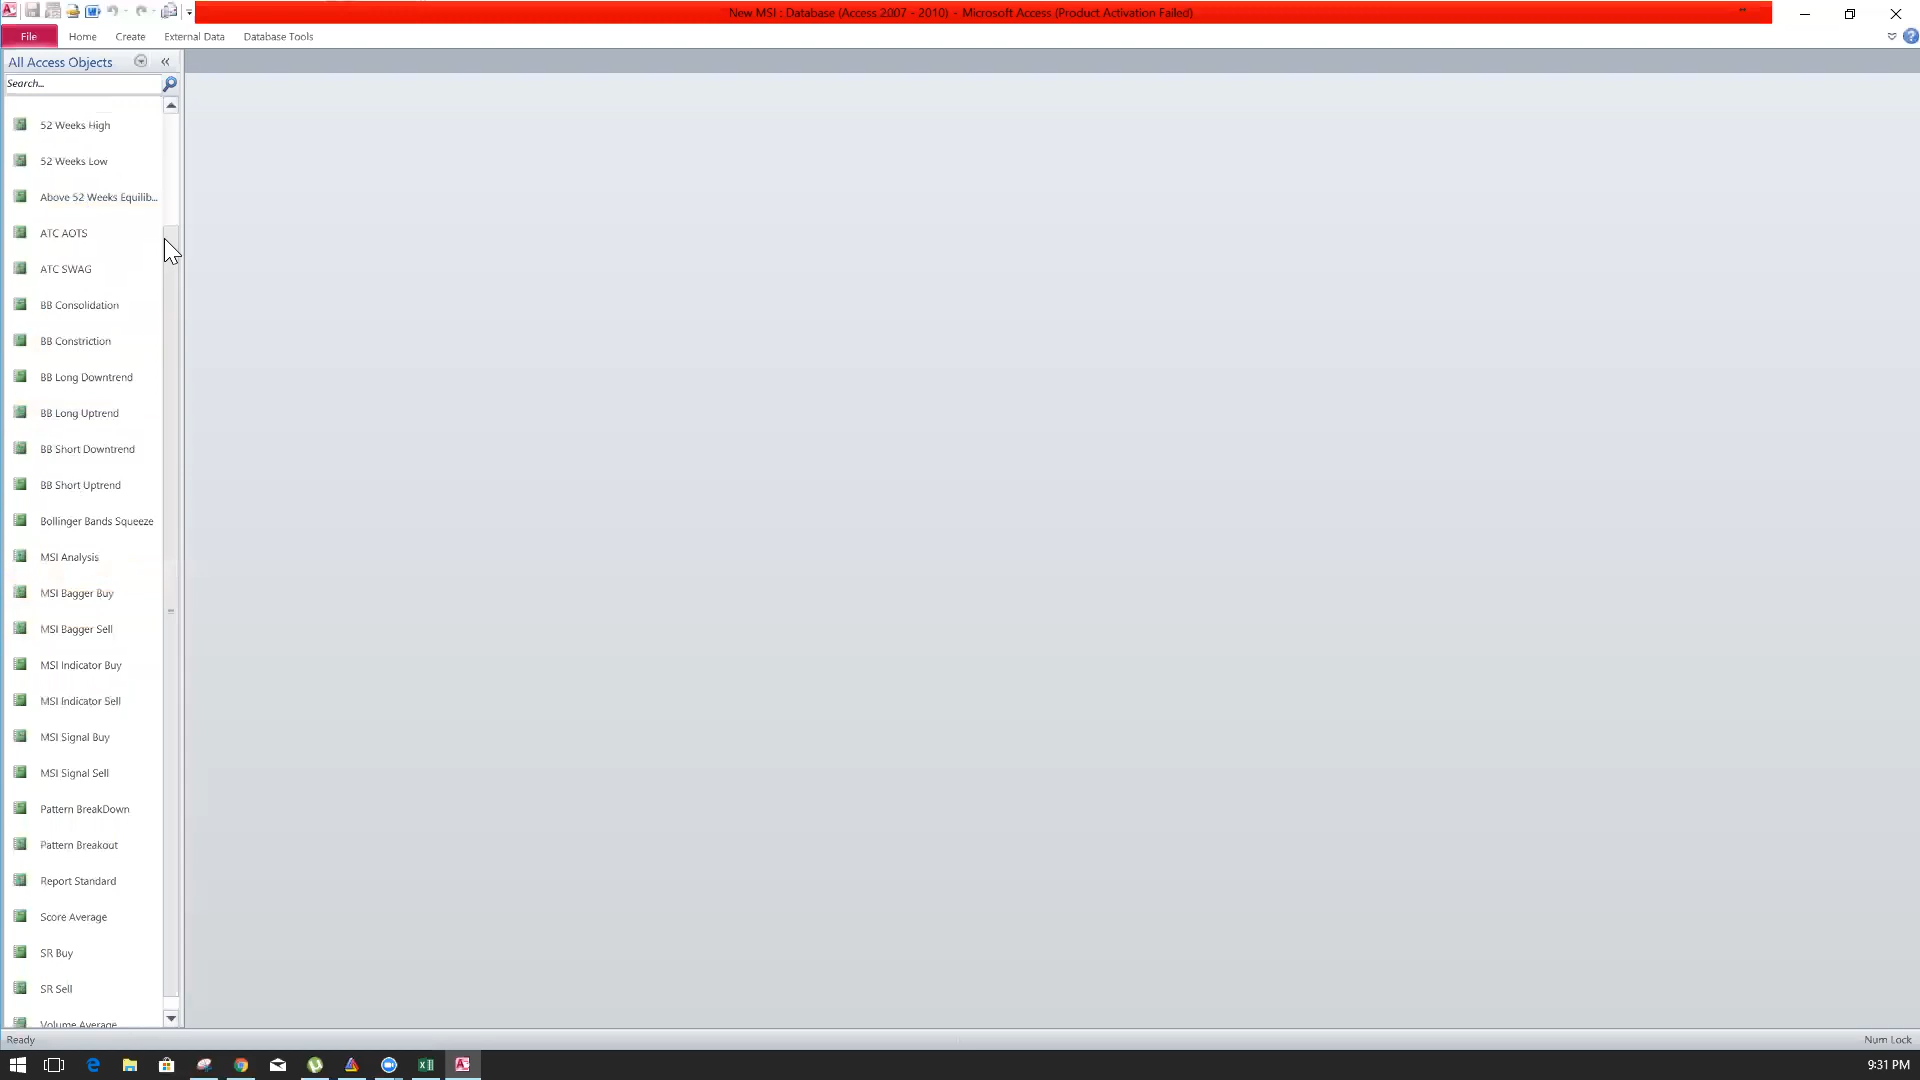 New MSI : Database (Access 2007 - 2010) - Microsoft Access (Product Activation Failed)
File Home Create External Data Database Tools
All Access Objects
Search...
52 Weeks High
52 Weeks Low
Above 52 Weeks Equilib...
ATC AOTS
ATC SWAG
BB Consolidation
BB Constriction
BB Long Downtrend
BB Long Uptrend
BB Short Downtrend
BB Short Uptrend
Bollinger Bands Squeeze
MSI Analysis
MSI Bagger Buy
MSI Bagger Sell
MSI Indicator Buy
MSI Indicator Sell
MSI Signal Buy
MSI Signal Sell
Pattern BreakDown
Pattern Breakout
Report Standard
Score Average
SR Buy
SR Sell
Volume Average
Ready Num Lock
9:31 PM